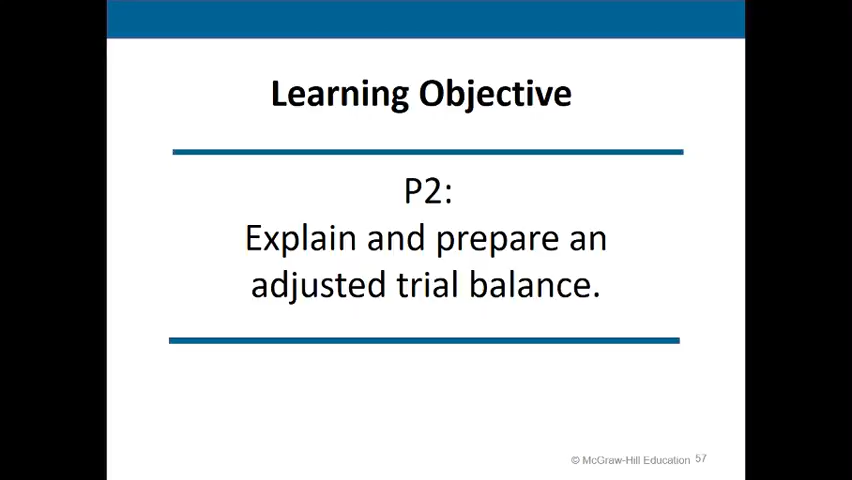 Learning Objective
P2:
Explain and prepare an
adjusted trial balance.
© McGraw-Hill Education 57